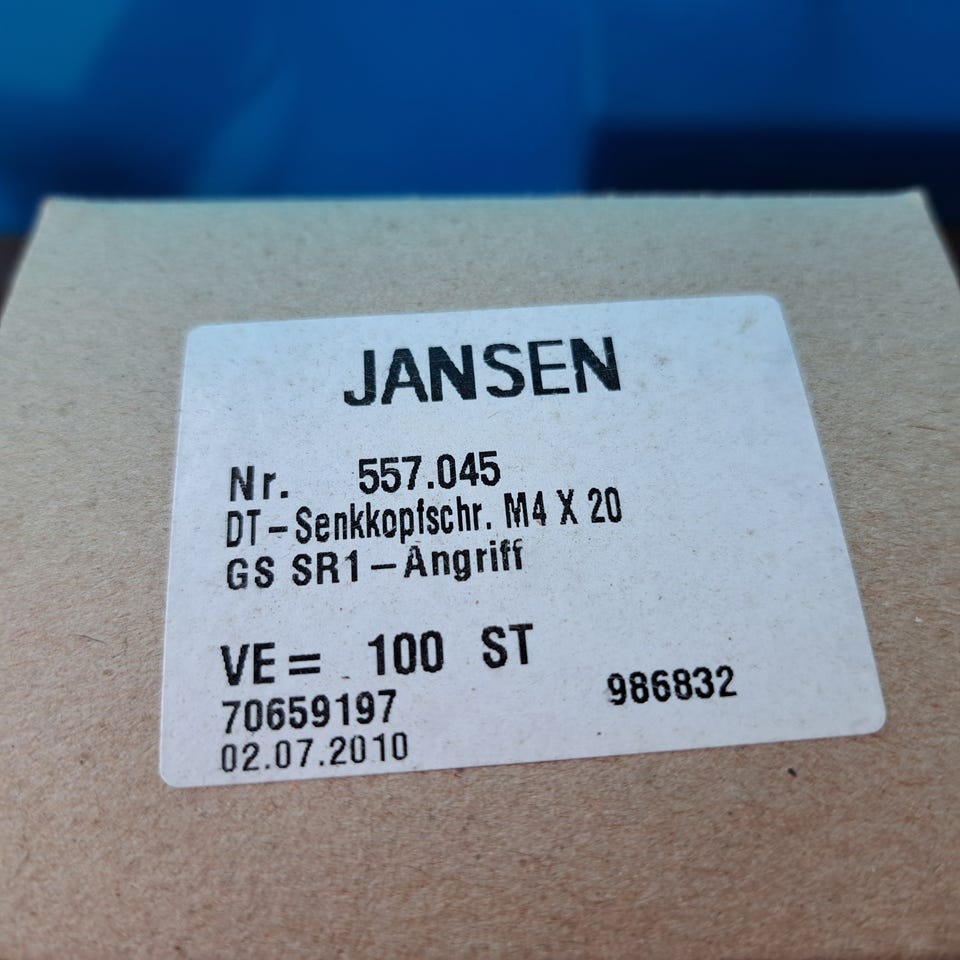 JANSEN
Nr. 557.045
DT-Senkkopfschr. M4 X 20
GS SR1-Angriff
VE= 100 ST
70659197 986832
02.07.2010